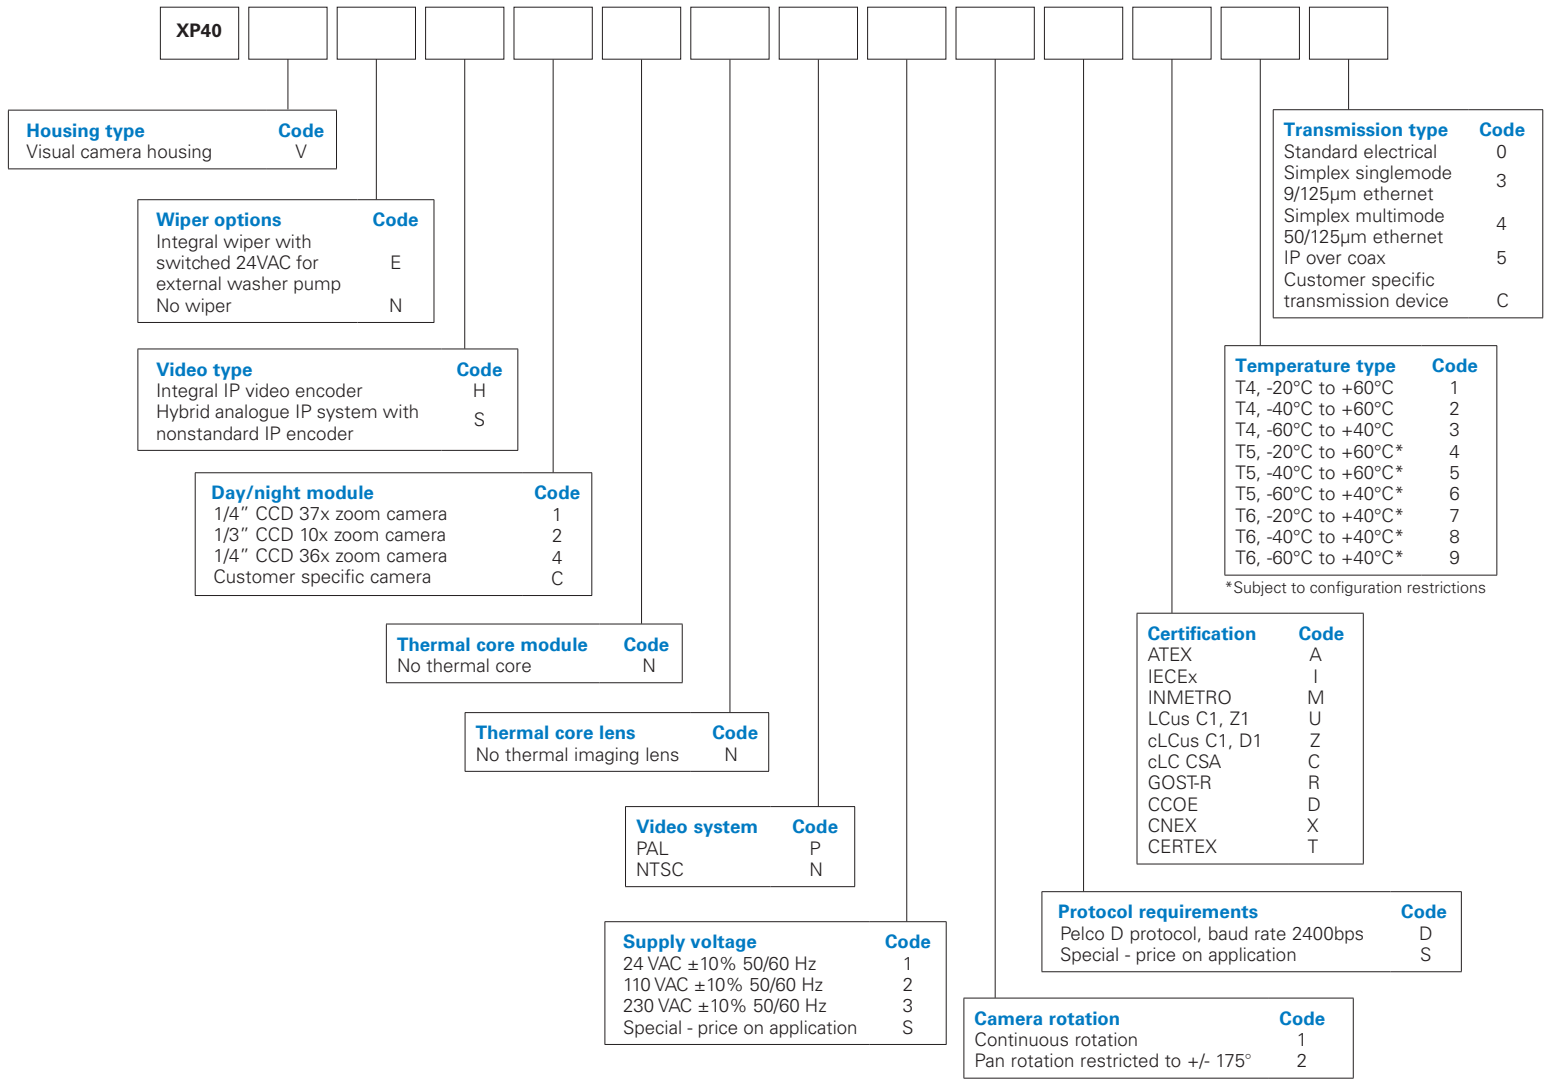 XP40
Housing type Code
Visual camera housing V
Wiper options Code
Integral wiper with
switched 24VAC for E
external washer pump
No wiper N
Video type Code
Integral IP video encoder H
Hybrid analogue IP system with
nonstandard IP encoder S
Day/night module Code
1/4” CCD 37x zoom camera 1
1/3” CCD 10x zoom camera 2
1/4” CCD 36x zoom camera 4
Customer specific camera C
Thermal core module Code
No thermal core N
Thermal core lens Code
No thermal imaging lens N
Video system Code
PAL P
NTSC N
Supply voltage Code
24 VAC ±10% 50/60 Hz 1
110 VAC ±10% 50/60 Hz 2
230 VAC ±10% 50/60 Hz 3
Special - price on application S
Camera rotation Code
Continuous rotation 1
Pan rotation restricted to +/- 175° 2
Protocol requirements Code
Pelco D protocol, baud rate 2400bps D
Special - price on application S
Certification Code
ATEX A
IECEx I
INMETRO M
LCus C1, Z1 U
cLCus C1, D1 Z
cLC CSA C
GOST-R R
CCOE D
CNEX X
CERTEX T
Temperature type Code
T4, -20°C to +60°C 1
T4, -40°C to +60°C 2
T4, -60°C to +40°C 3
T5, -20°C to +60°C* 4
T5, -40°C to +60°C* 5
T5, -60°C to +40°C* 6
T6, -20°C to +40°C* 7
T6, -40°C to +40°C* 8
T6, -60°C to +40°C* 9
*Subject to configuration restrictions
Transmission type Code
Standard electrical 0
Simplex singlemode
9/125µm ethernet 3
Simplex multimode
50/125µm ethernet 4
IP over coax 5
Customer specific
transmission device C